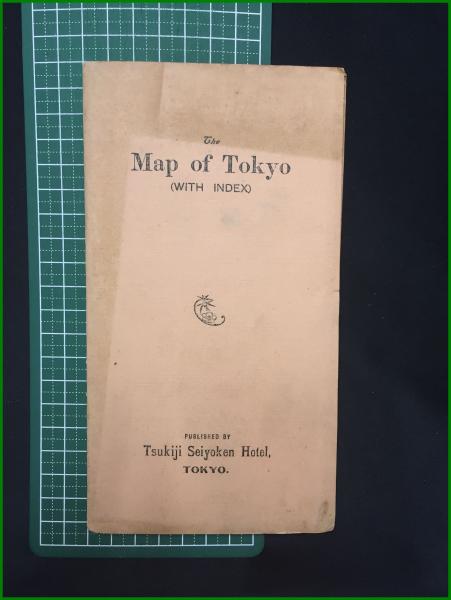 The
Map of Tokyo
(WITH INDEX)
PUBLISHED BY
Tsukiji Seiyoken Hotel,
TOKYO.